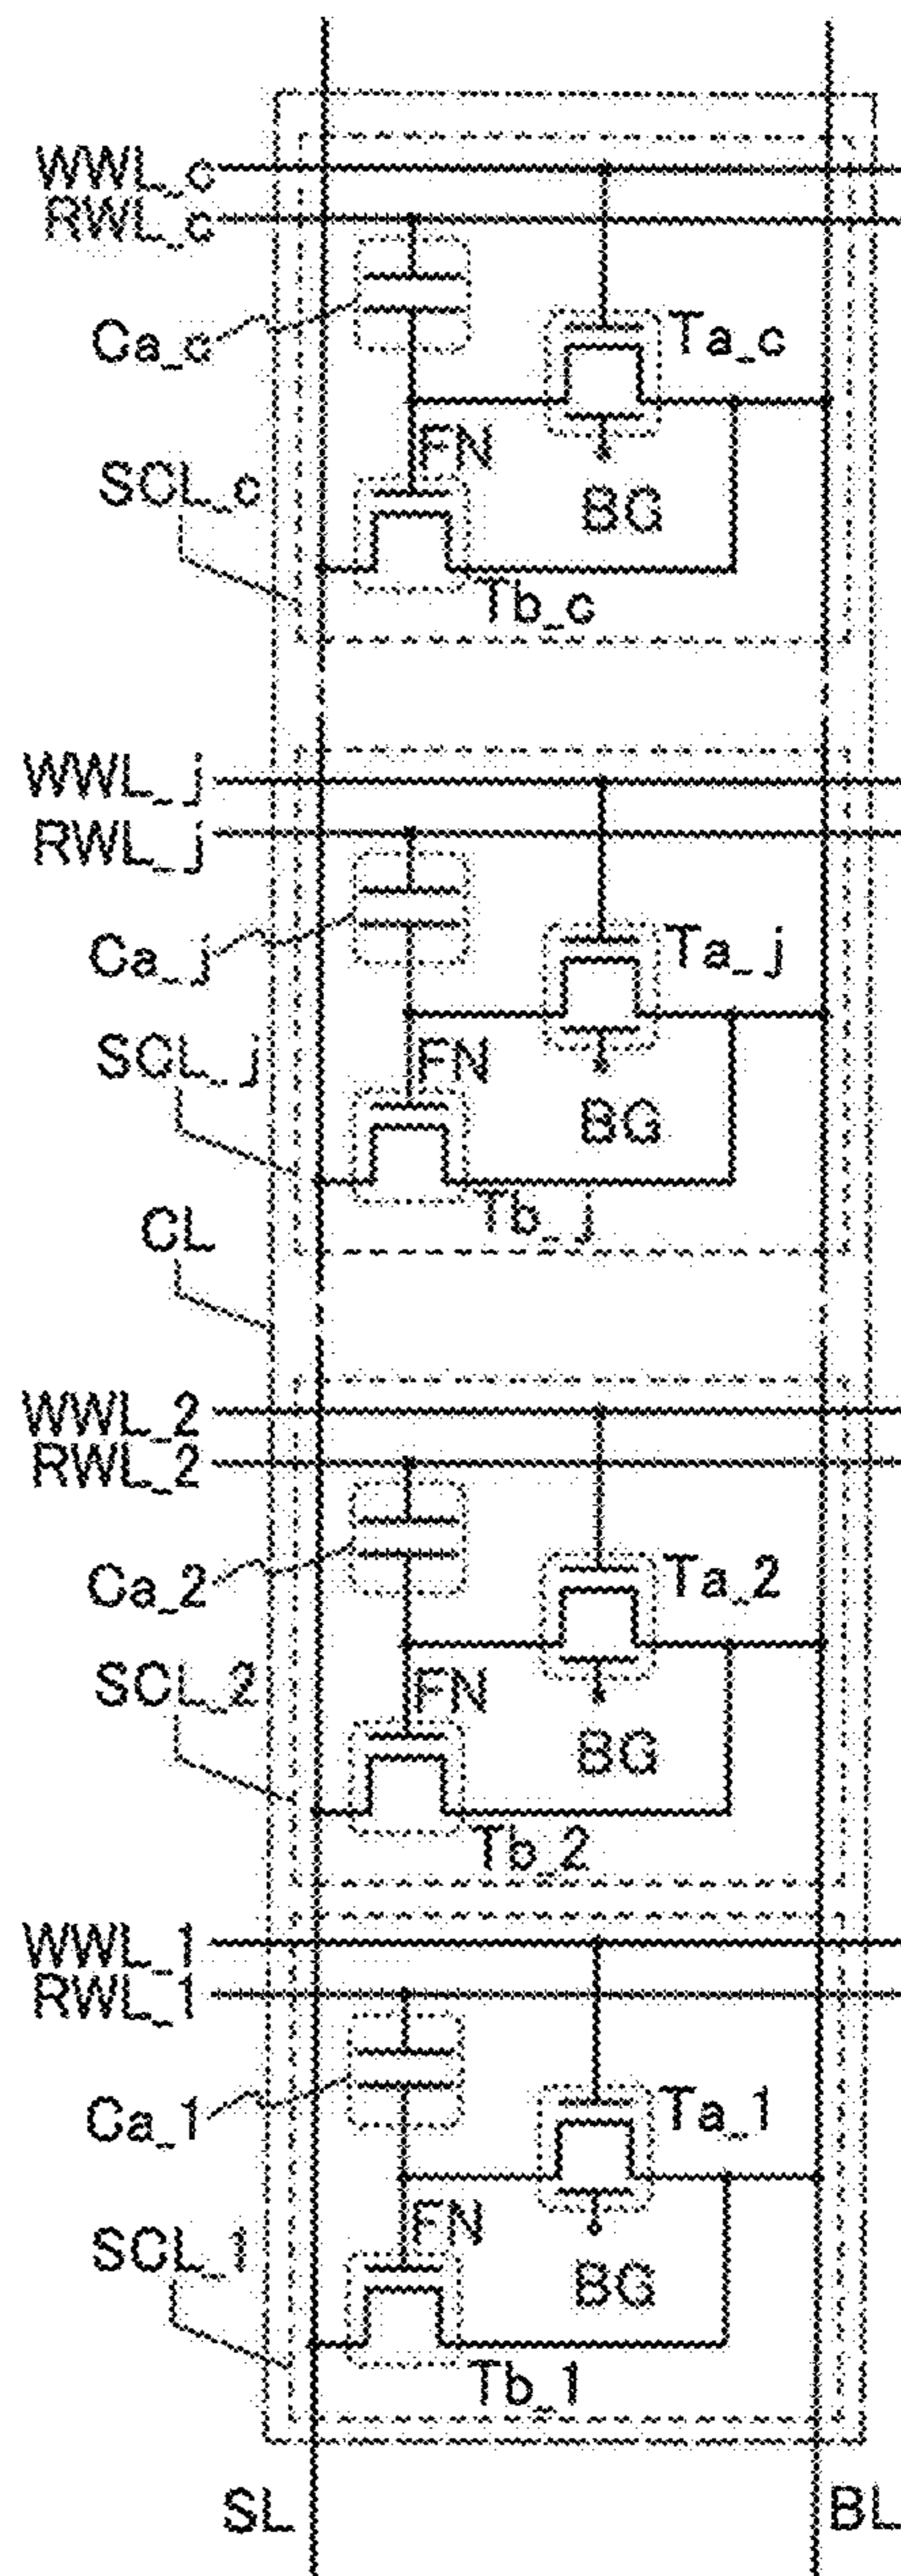 WWL_c
RWL_c
Ca_c
Ta_c
FN
SCL_c
BG
Tb_c
WWL_j
RWL_j
Ca_j
Ta_j
SCL_j
FN
BG
Tb_j
CL
WWL_2
RWL_2
Ca_2
Ta_2
SCL_2
FN
BG
Tb_2
WWL_1
RWL_1
Ca_1
Ta_1
FN
SCL_1
BG
Tb_1
SL
BL